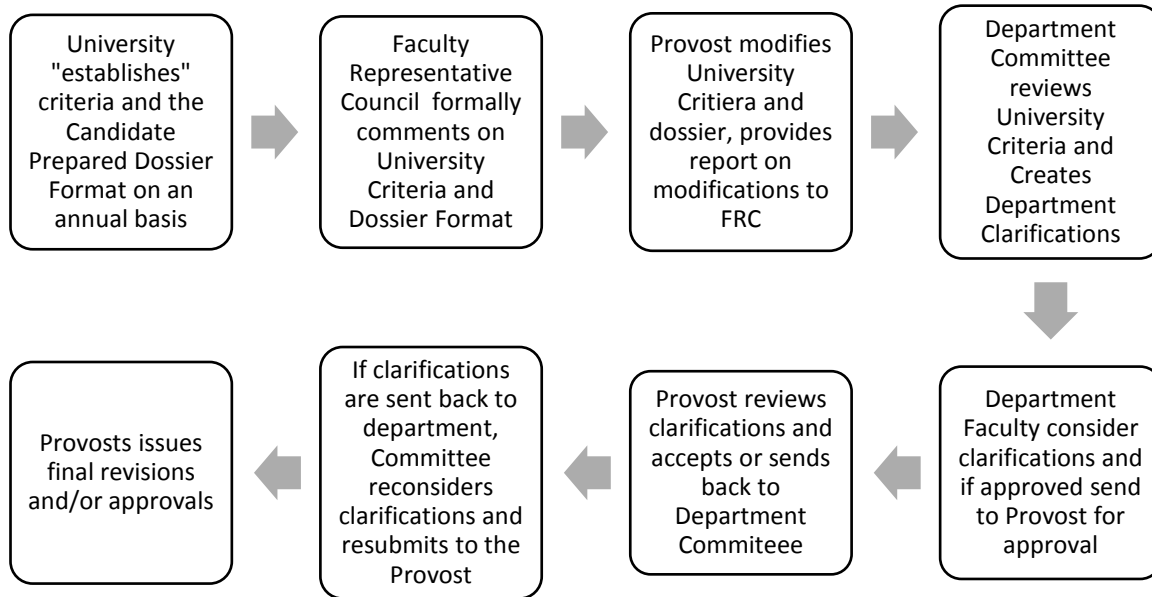 University
"establishes"
criteria and the
Candidate
Prepared Dossier
Format on an
annual basis
Faculty
Representative
Council formally
comments on
University
Criteria and
Dossier Format
Provost modifies
University
Critiera and
dossier, provides
report on
modifications to
FRC
Department
Committee
reviews
University
Criteria and
Creates
Department
Clarifications
Department
Faculty consider
clarifications and
if approved send
to Provost for
approval
Provost reviews
clarifications and
accepts or sends
back to
Department
Commiteee
If clarifications
are sent back to
department,
Committee
reconsiders
clarifications and
resubmits to the
Provost
Provosts issues
final revisions
and/or approvals